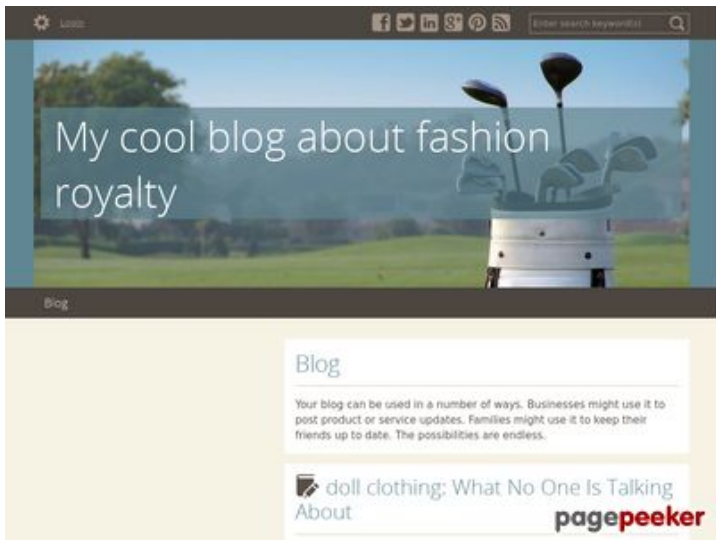 Login
Enter search keyword(s)
My cool blog about fashion
royalty
Blog
Blog
Your blog can be used in a number of ways. Businesses might use it to
post product or service updates. Families might use it to keep their
friends up to date. The possibilities are endless.
doll clothing: What No One Is Talking
About
pagepeeker